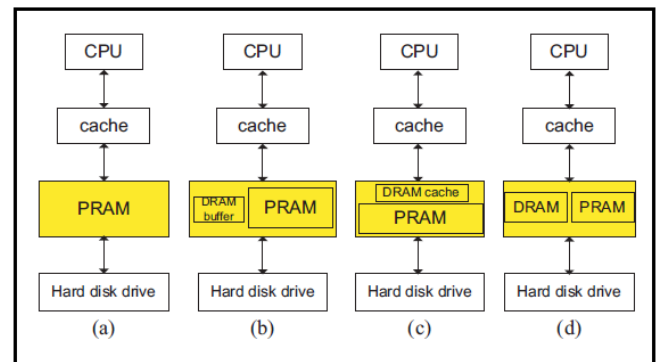 CPU CPU CPU CPU
cache cache cache cache
PRAM
DRAM
buffer
PRAM
DRAM cache
PRAM
DRAM PRAM
Hard disk drive Hard disk drive Hard disk drive Hard disk drive
(a) (b) (c) (d)